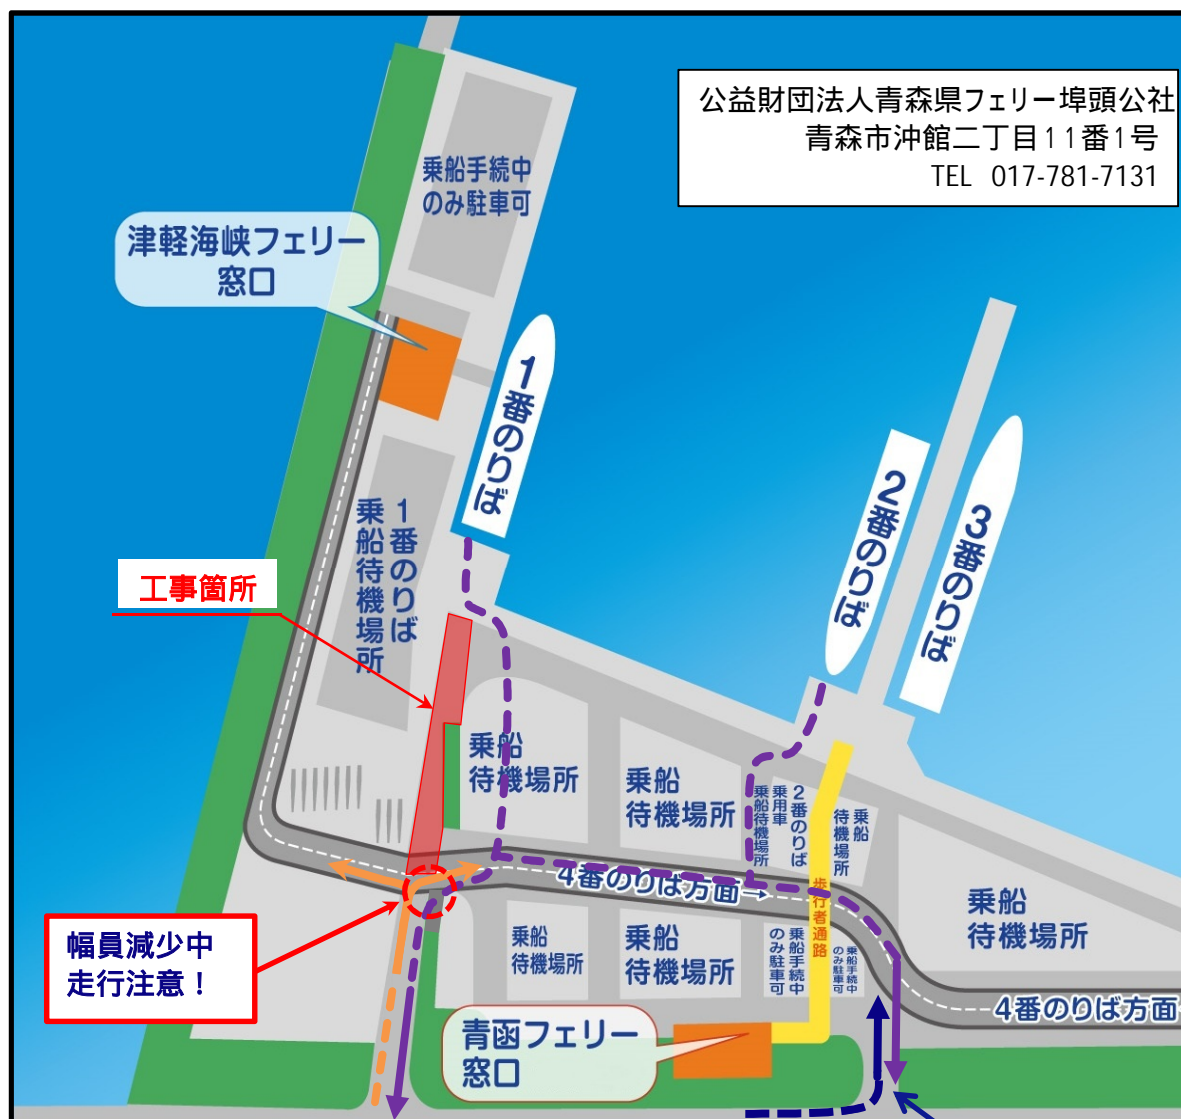 公益財団法人青森県フェリー埠頭公社
青森市沖館二丁目11番1号
TEL 017-781-7131
乗船手続中
のみ駐車可
津軽海峡フェリー
窓口
1番のりば
2番のりば
3番のりば
1番のりば
乗船待機場所
工事箇所
乗船
待機場所
乗船
待機場所
2番のりば
乗用車
乗船待機場所
乗船
待機場所
歩行者通路
4番のりば方面→
乗船
待機場所
幅員減少中
走行注意！
乗船
待機場所
乗船
待機場所
乗船手続中
のみ駐車可
乗船手続中
のみ駐車可
4番のりば方面
青函フェリー
窓口